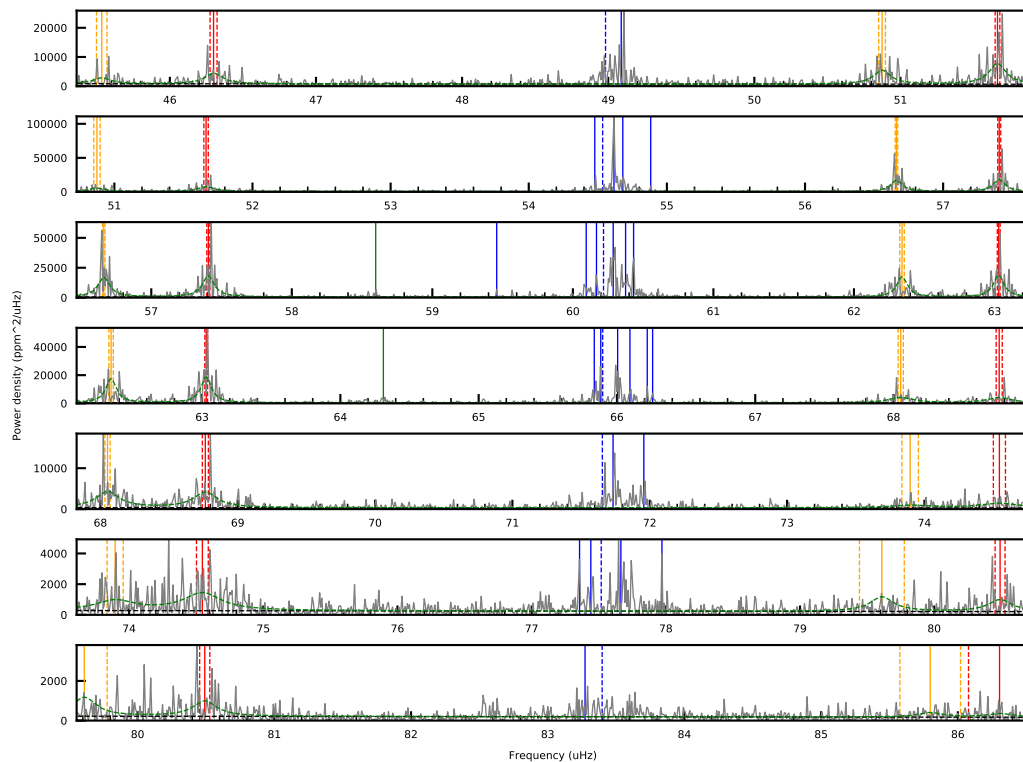 20000
10000
0
46 47 48 49 50 51
100000
50000
0
51 52 53 54 55 56 57
50000
25000
0
57 58 59 60 61 62 63
40000
20000
0
63 64 65 66 67 68
10000
0
68 69 70 71 72 73 74
4000
2000
0
74 75 76 77 78 79 80
2000
0
80 81 82 83 84 85 86
Power density (ppm^2/uHz)
Frequency (uHz)